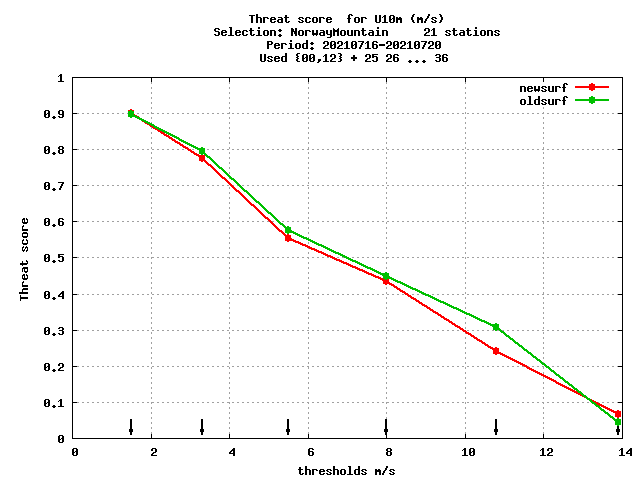 Threat score  for U10m (m/s)
Selection: NorwayMountain     21 stations
Period: 20210716-20210720
Used {00,12} + 25 26 ... 36
newsurf
oldsurf
1
0.9
0.8
0.7
0.6
0.5
0.4
0.3
0.2
0.1
0
Threat score
0 2 4 6 8 10 12 14
thresholds m/s